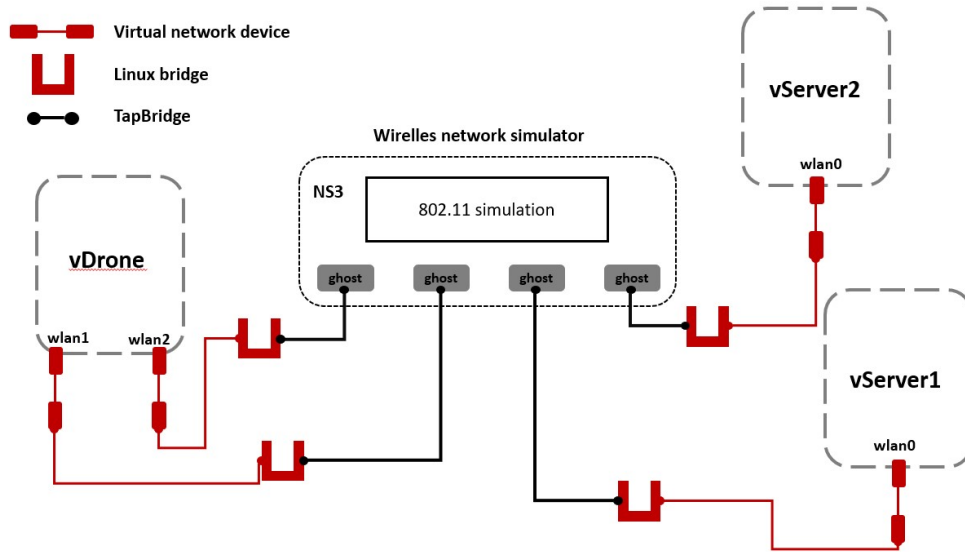 Virtual network device
Linux bridge
TapBridge
Wirelles network simulator
NS3
802.11 simulation
ghost ghost ghost ghost
vDrone
wlan1 wlan2
vServer2
wlan0
vServer1
wlan0